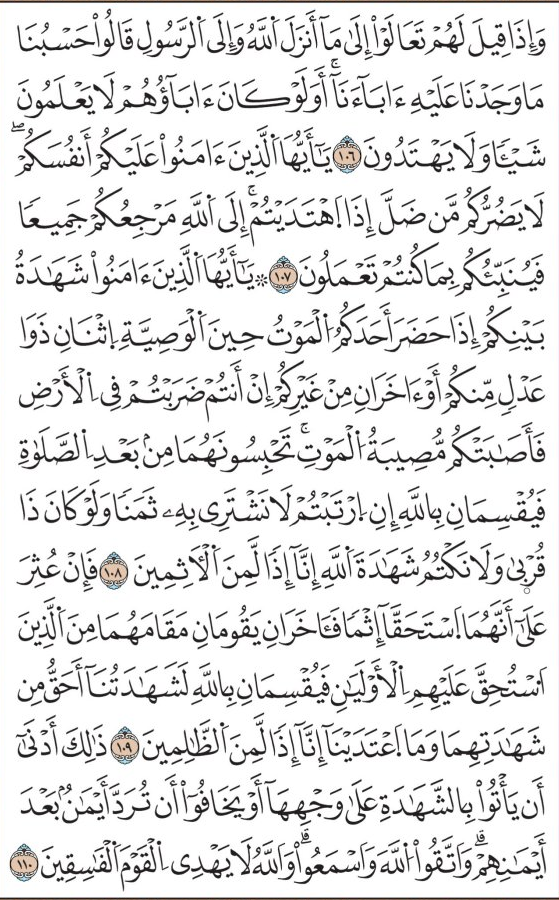 وَإِذَا قِيلَ لَهُمْ تَعَالَوْاْ إِلَىٰ مَآ أَنزَلَ ٱللَّهُ وَإِلَى ٱلرَّسُولِ قَالُواْ حَسْبُنَا
مَا وَجَدْنَا عَلَيْهِ ءَابَآءَنَآۚ أَوَلَوْ كَانَ ءَابَآؤُهُمْ لَا يَعْلَمُونَ
شَيْـًٔا وَلَا يَهْتَدُونَ ١٠٦ يَٰٓأَيُّهَا ٱلَّذِينَ ءَامَنُواْ عَلَيْكُمْ أَنفُسَكُمْۖ
لَا يَضُرُّكُم مَّن ضَلَّ إِذَا ٱهْتَدَيْتُمْۚ إِلَى ٱللَّهِ مَرْجِعُكُمْ جَمِيعًا
فَيُنَبِّئُكُم بِمَا كُنتُمْ تَعْمَلُونَ ١٠٧ ۞ يَٰٓأَيُّهَا ٱلَّذِينَ ءَامَنُواْ شَهَٰدَةُ
بَيْنِكُمْ إِذَا حَضَرَ أَحَدَكُمُ ٱلْمَوْتُ حِينَ ٱلْوَصِيَّةِ ٱثْنَانِ ذَوَا
عَدْلٍ مِّنكُمْ أَوْ ءَاخَرَانِ مِنْ غَيْرِكُمْ إِنْ أَنتُمْ ضَرَبْتُمْ فِي ٱلْأَرْضِ
فَأَصَٰبَتْكُم مُّصِيبَةُ ٱلْمَوْتِۚ تَحْبِسُونَهُمَا مِنۢ بَعْدِ ٱلصَّلَوٰةِ
فَيُقْسِمَانِ بِٱللَّهِ إِنِ ٱرْتَبْتُمْ لَا نَشْتَرِي بِهِۦ ثَمَنًا وَلَوْ كَانَ ذَا
قُرْبىٰ وَلَا نَكْتُمُ شَهَٰدَةَ ٱللَّهِ إِنَّآ إِذًا لَّمِنَ ٱلْأٓثِمِينَ ١٠٨ فَإِنْ عُثِرَ
عَلَىٰٓ أَنَّهُمَا ٱسْتَحَقَّآ إِثْمًا فَـَٔاخَرَانِ يَقُومَانِ مَقَامَهُمَا مِنَ ٱلَّذِينَ
ٱسْتُحِقَّ عَلَيْهِمِ ٱلْأَوْلَيَٰنِ فَيُقْسِمَانِ بِٱللَّهِ لَشَهَٰدَتُنَآ أَحَقُّ مِن
شَهَٰدَتِهِمَا وَمَا ٱعْتَدَيْنَآ إِنَّآ إِذًا لَّمِنَ ٱلظَّٰلِمِينَ ١٠٩ ذَٰلِكَ أَدْنَىٰٓ
أَن يَأْتُواْ بِٱلشَّهَٰدَةِ عَلَىٰ وَجْهِهَآ أَوْ يَخَافُوٓاْ أَن تُرَدَّ أَيْمَٰنٌۢ بَعْدَ
أَيْمَٰنِهِمْۗ وَٱتَّقُواْ ٱللَّهَ وَٱسْمَعُواْۗ وَٱللَّهُ لَا يَهْدِي ٱلْقَوْمَ ٱلْفَٰسِقِينَ ١١٠